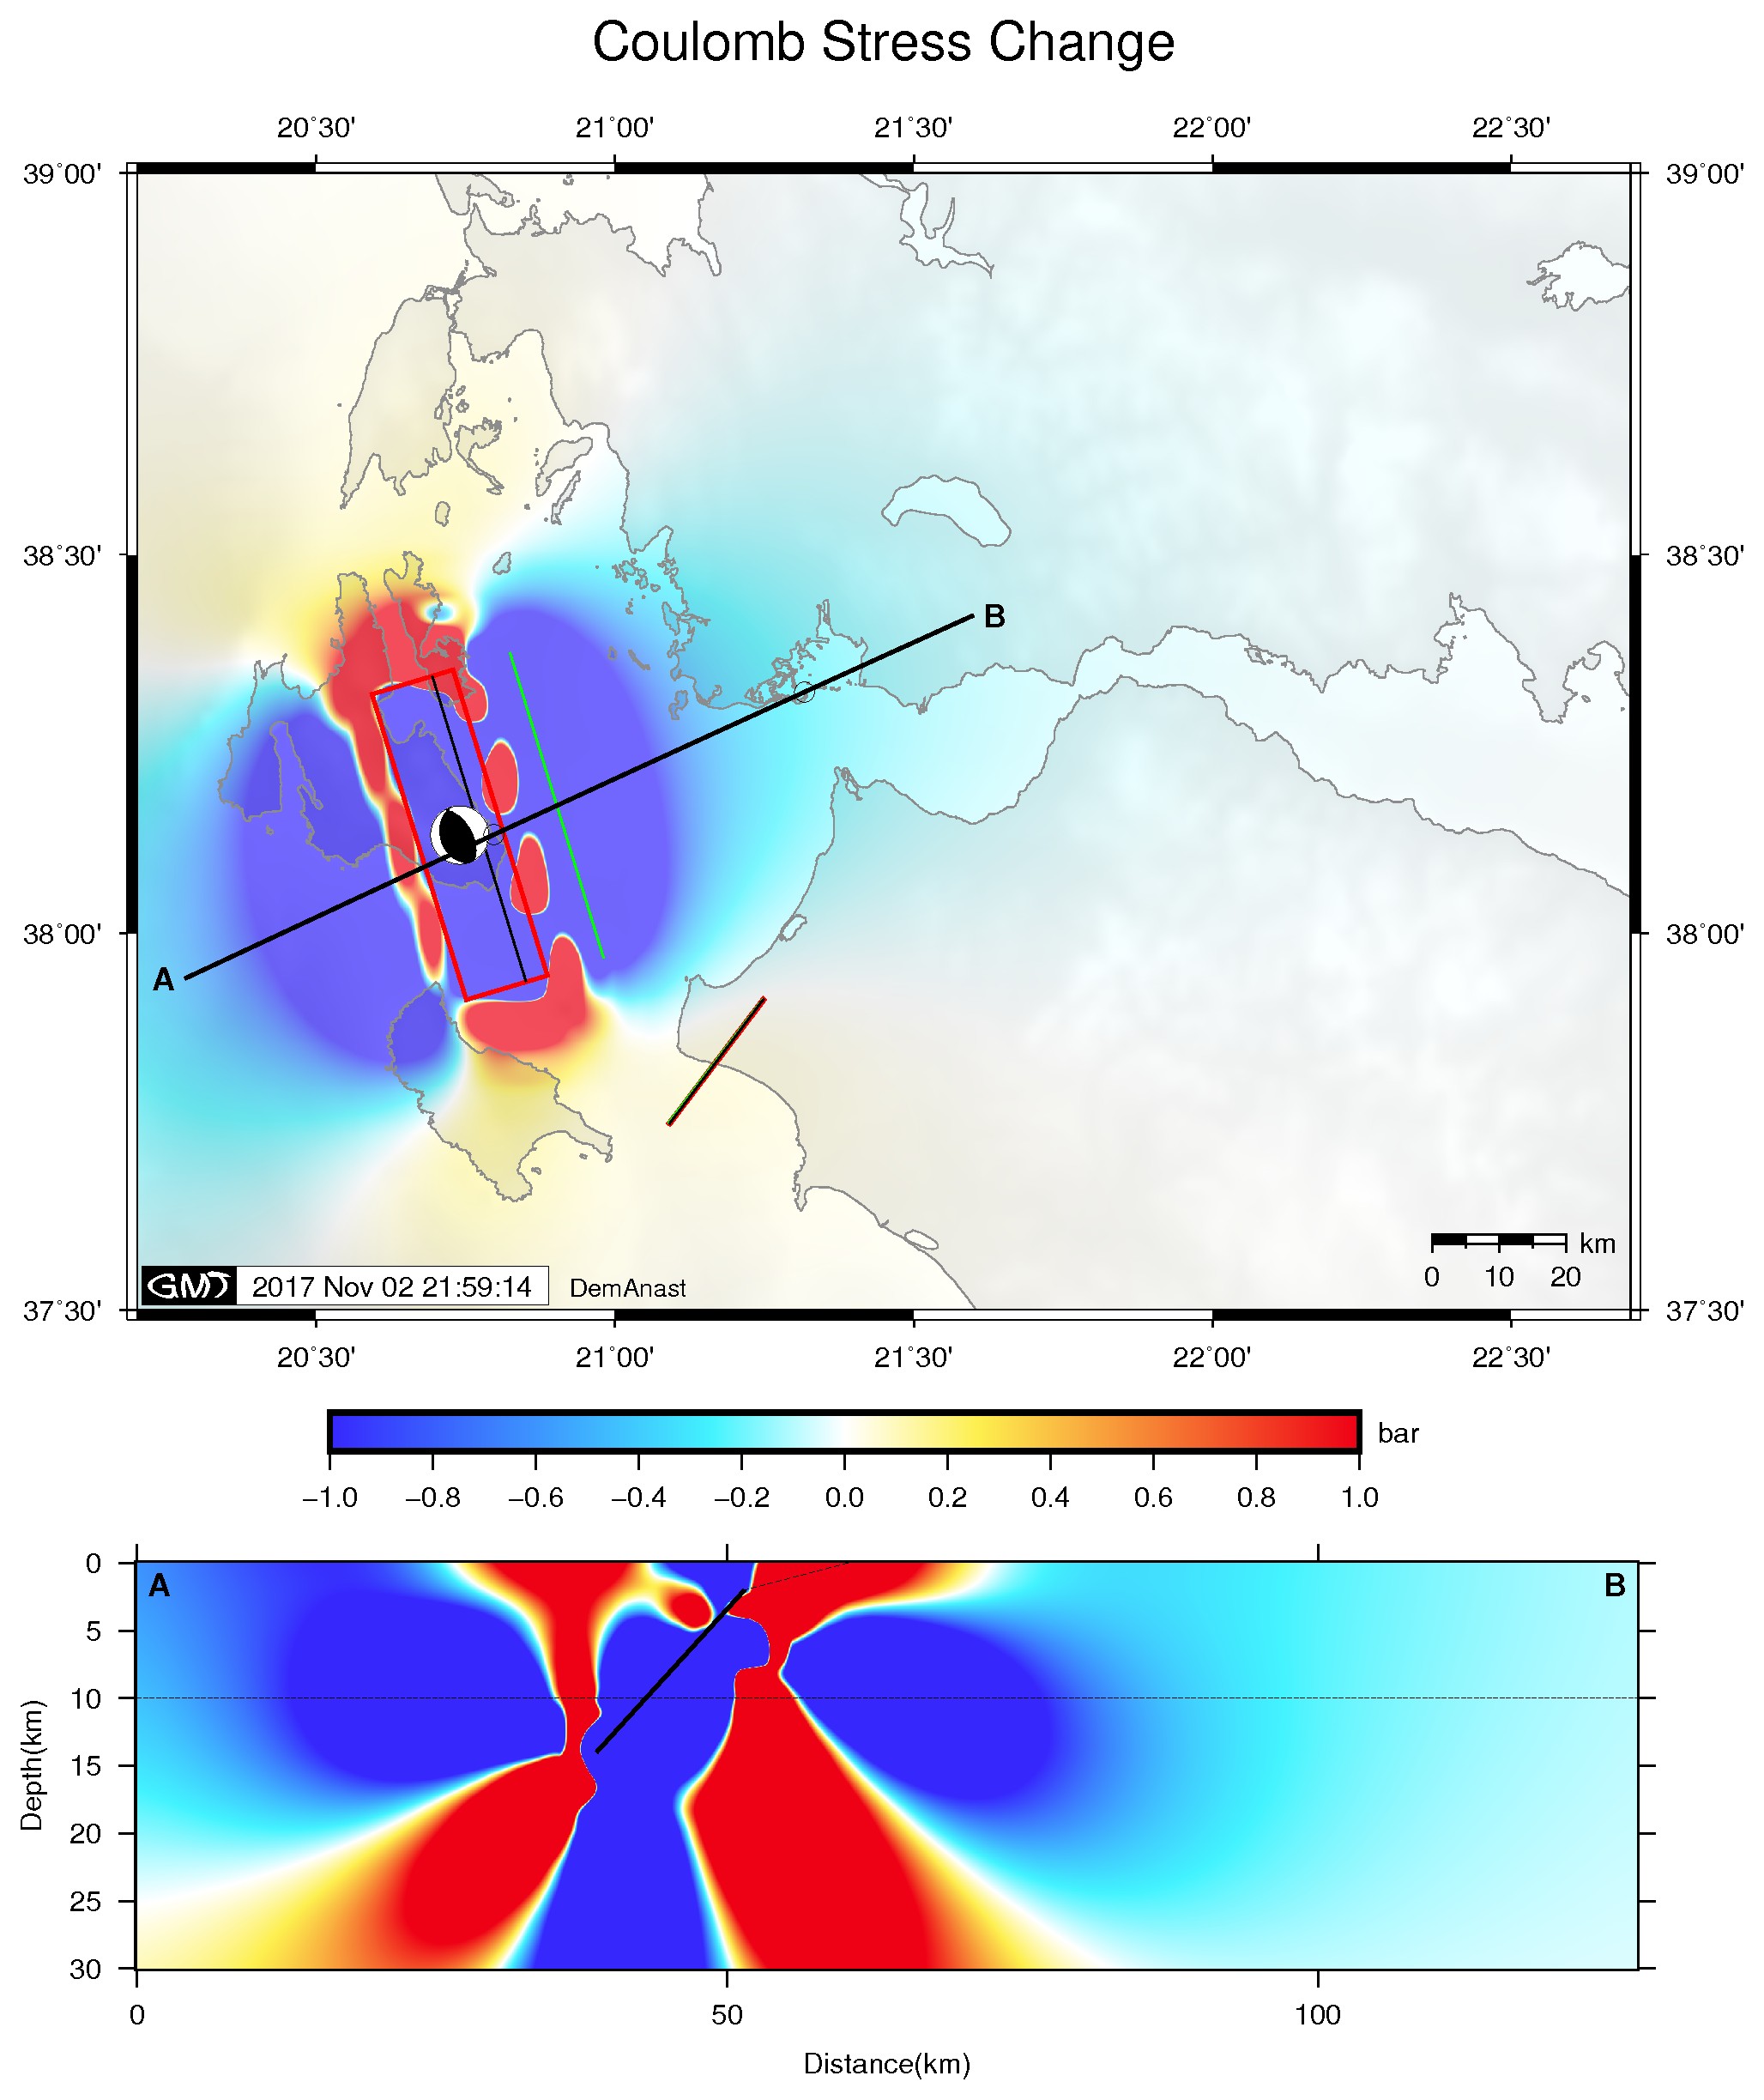 Coulomb Stress Change
20˚30' 21˚00' 21˚30' 22˚00' 22˚30'
39˚00' 39˚00'
B
38˚30' 38˚30'
A
38˚00' 38˚00'
km
0 10 20
GMT 2017 Nov 02 21:59:14 DemAnast
37˚30' 37˚30'
20˚30' 21˚00' 21˚30' 22˚00' 22˚30'
bar
−1.0 −0.8 −0.6 −0.4 −0.2 0.0 0.2 0.4 0.6 0.8 1.0
A B
0
5
10
15
20
25
30
Depth(km)
0 50 100
Distance(km)